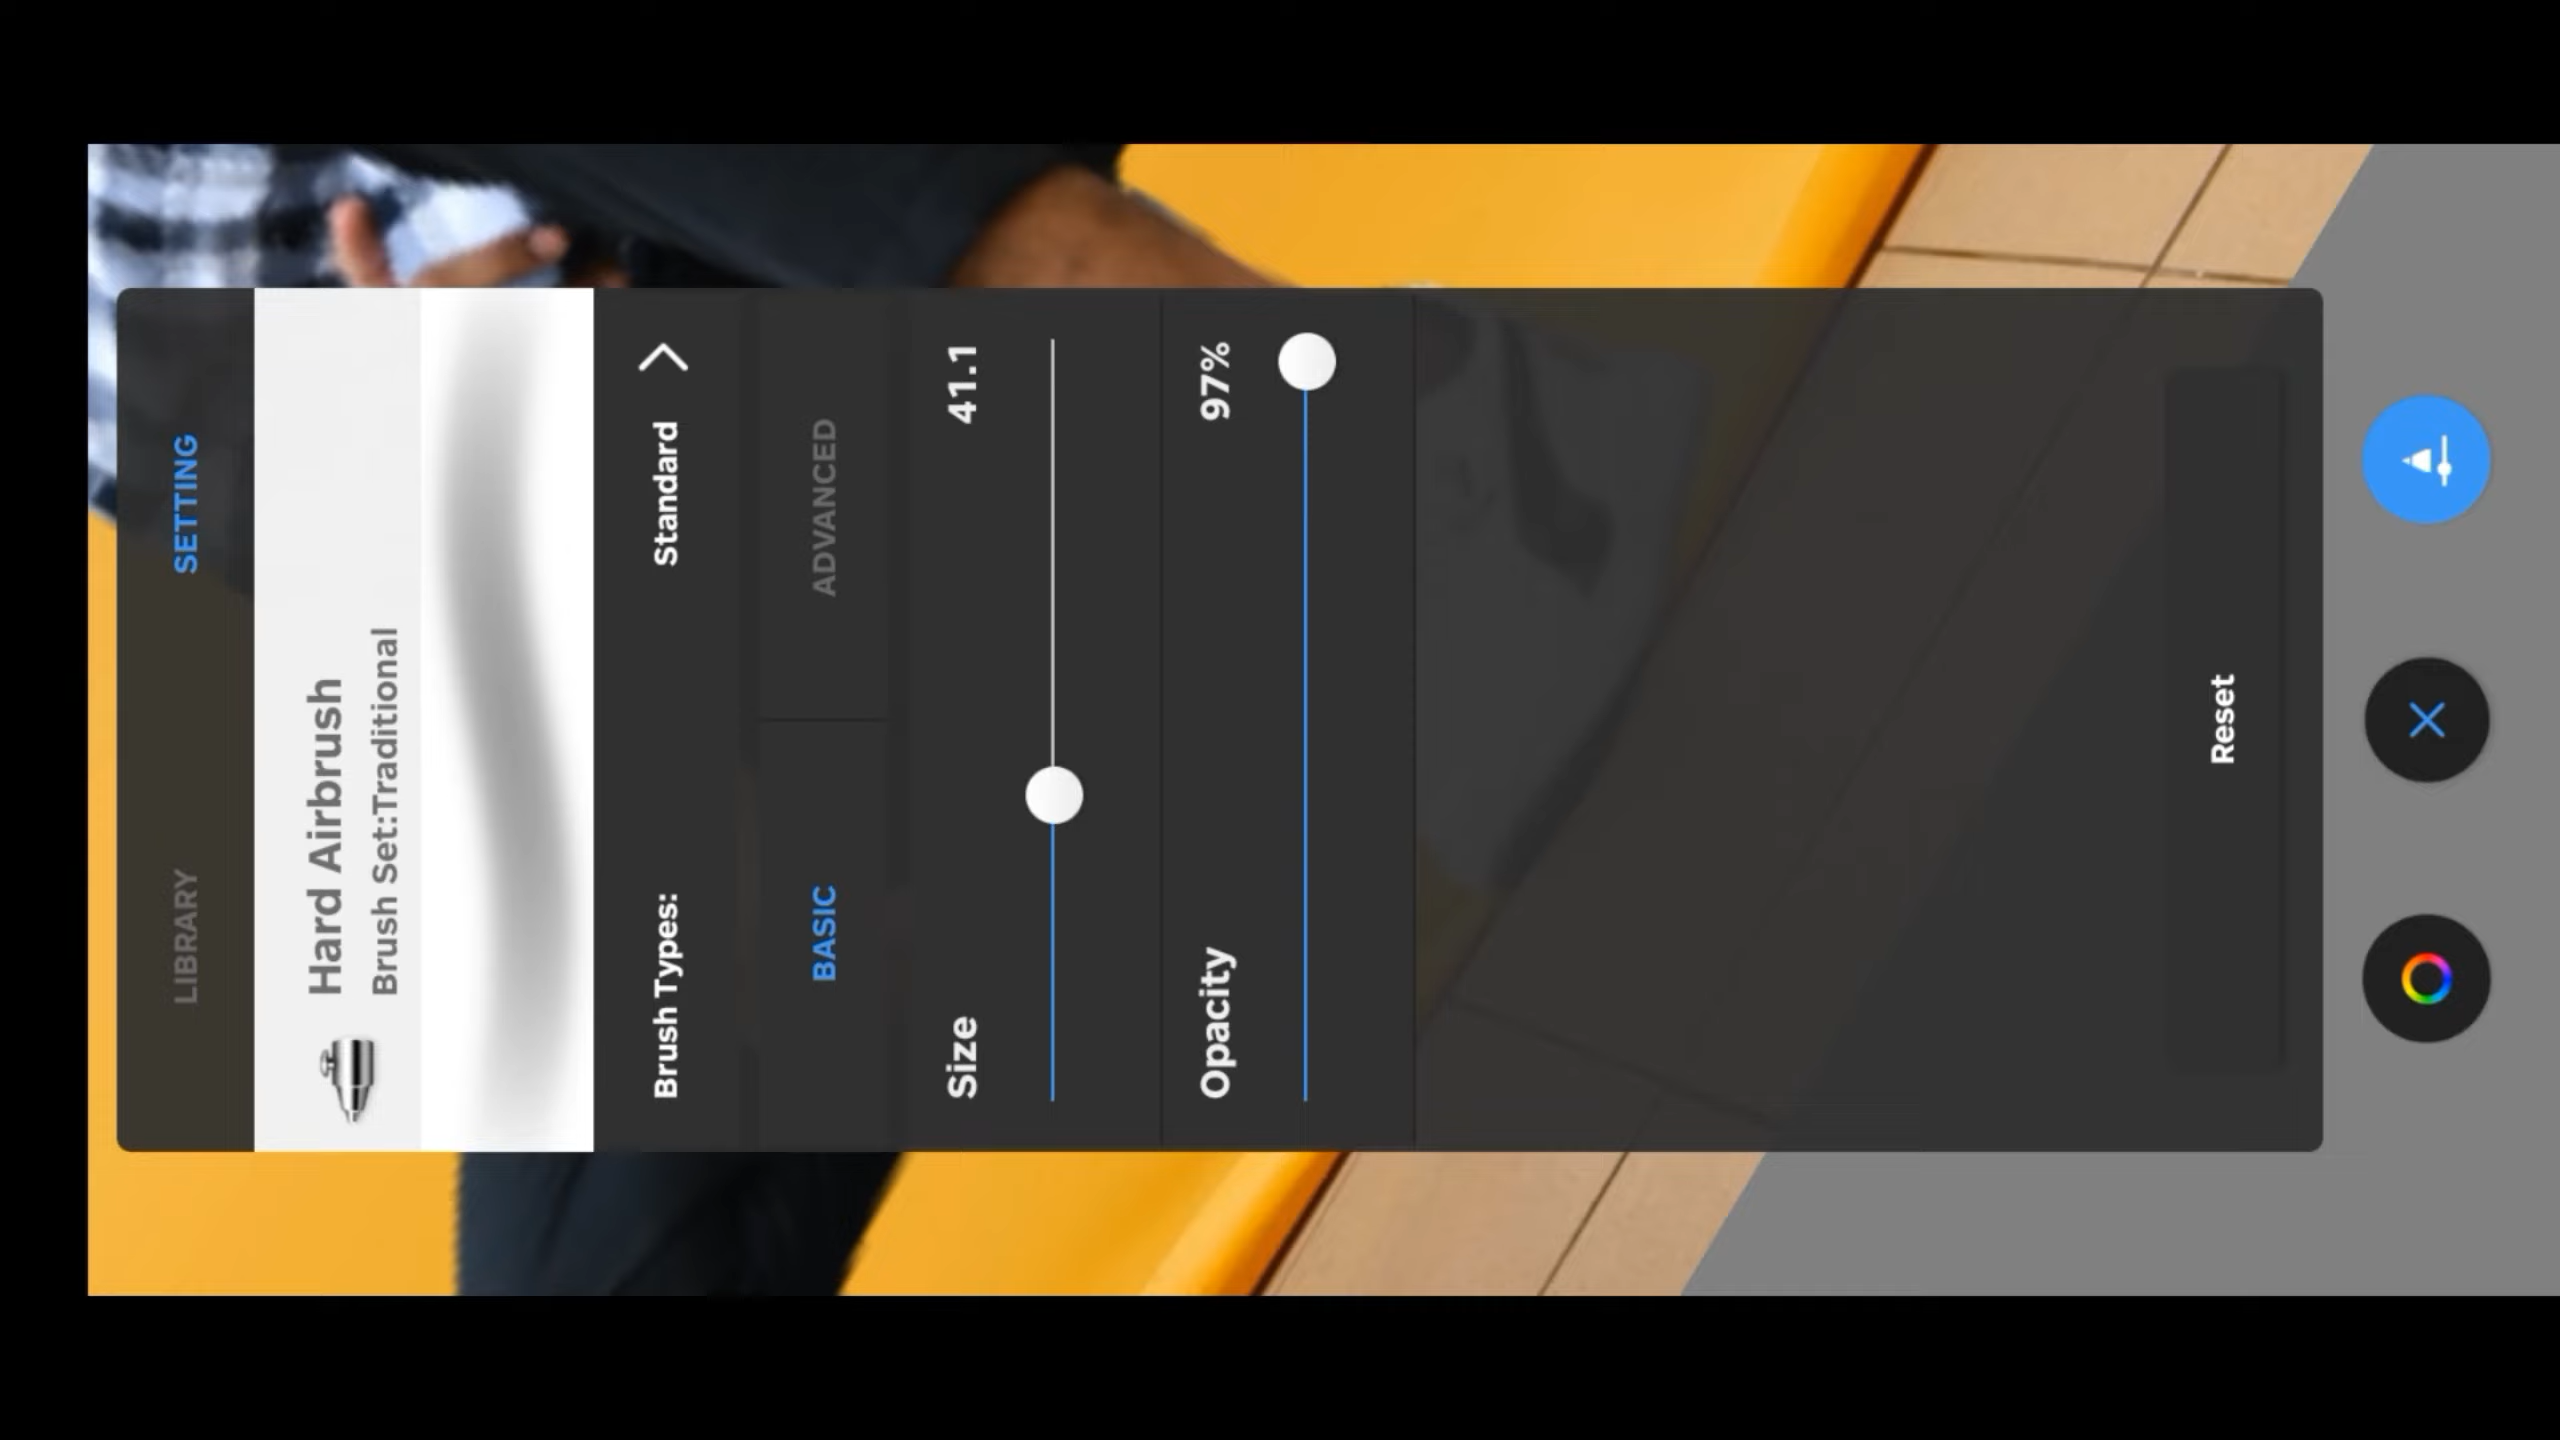 LIBRARY SETTING
Hard Airbrush
Brush Set:Traditional
Brush Types: Standard
BASIC ADVANCED
Size 41.1
Opacity 97%
Reset